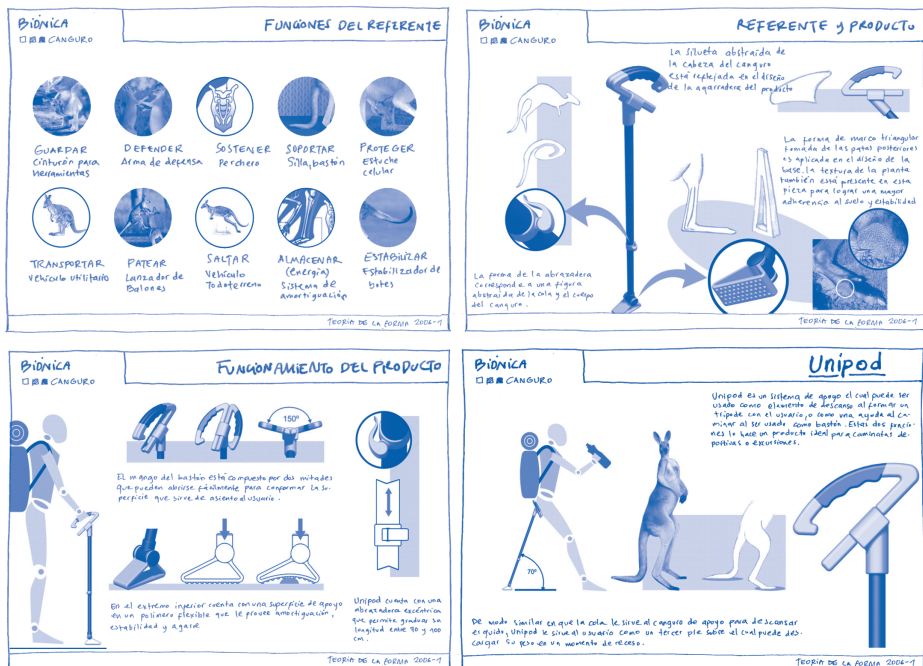 BIÓNICA
CANGURO
FUNCIONES DEL REFERENTE
GUARDAR
Cinturón para
herramientas
DEFENDER
Arma de defensa
SOSTENER
Perchero
SOPORTAR
Silla, bastón
PROTEGER
Estuche
celular
TRANSPORTAR
Vehículo utilitario
PATEAR
Lanzador de
Balones
SALTAR
Vehículo
Todoterreno
ALMACENAR
(energía)
Sistema de
amortiguación
ESTABILIZAR
Estabilizador de
botes
TEORÍA DE LA FORMA 2006-1
BIÓNICA
CANGURO
REFERENTE y PRODUCTO
La silueta abstraída de
la cabeza del canguro
está reflejada en el diseño
de la agarradera del producto
La forma de marco triangular
tomada de las patas posteriores
es aplicada en el diseño de la
base. la textura de la planta
también está presente en esta
pieza para lograr una mayor
adherencia al suelo y estabilidad
La forma de la abrazadera
corresponde a una figura
abstraida de la cola y el cuerpo
del canguro.
TEORÍA DE LA FORMA 2006-1
BIÓNICA
CANGURO
FUNCIONAMIENTO DEL PRODUCTO
150º
El mango del bastón está compuesto por dos mitades
que pueden abrirse fácilmente para conformar la su-
perficie que sirve de asiento al usuario.
En el extremo inferior cuenta con una superficie de apoyo
en un polímero flexible que le provee amortiguación,
estabilidad y agarre
Unipod cuenta con una
abrazadera excéntrica
que permite graduar su
longitud entre 90 y 100
cm.
TEORÍA DE LA FORMA 2006-1
BIÓNICA
CANGURO
Unipod
Unipod es un sistema de apoyo el cual puede ser
usado como elemento de descanso al formar un
trípode con el usuario, o como una ayuda al ca-
minar al ser usado como bastón. Estas dos funcio-
nes lo hace un producto ideal para caminatas de-
portivas o excursiones.
70º
De modo similar en que la cola le sirve al canguro de apoyo para descansar
erguido, Unipod le sirve al usuario como un tercer pie sobre el cual puede des-
cargar su peso en un momento de receso.
TEORÍA DE LA FORMA 2006-1